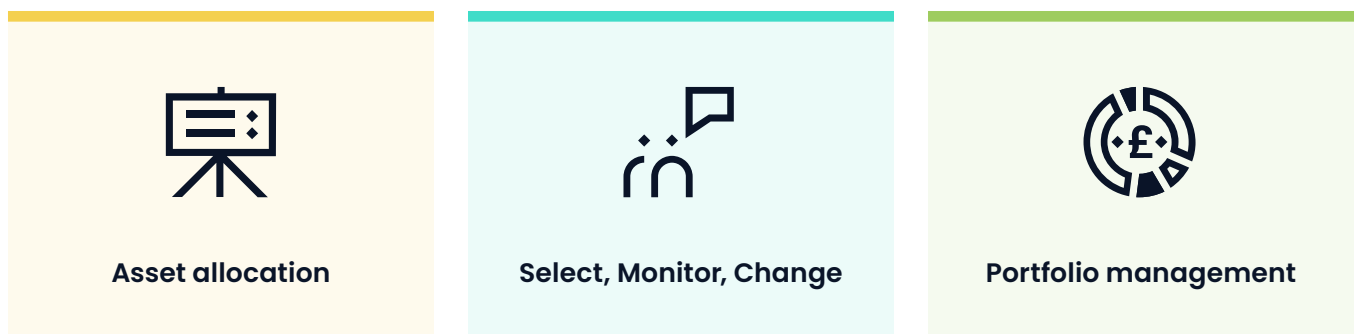 £
Asset allocation
Select, Monitor, Change
Portfolio management